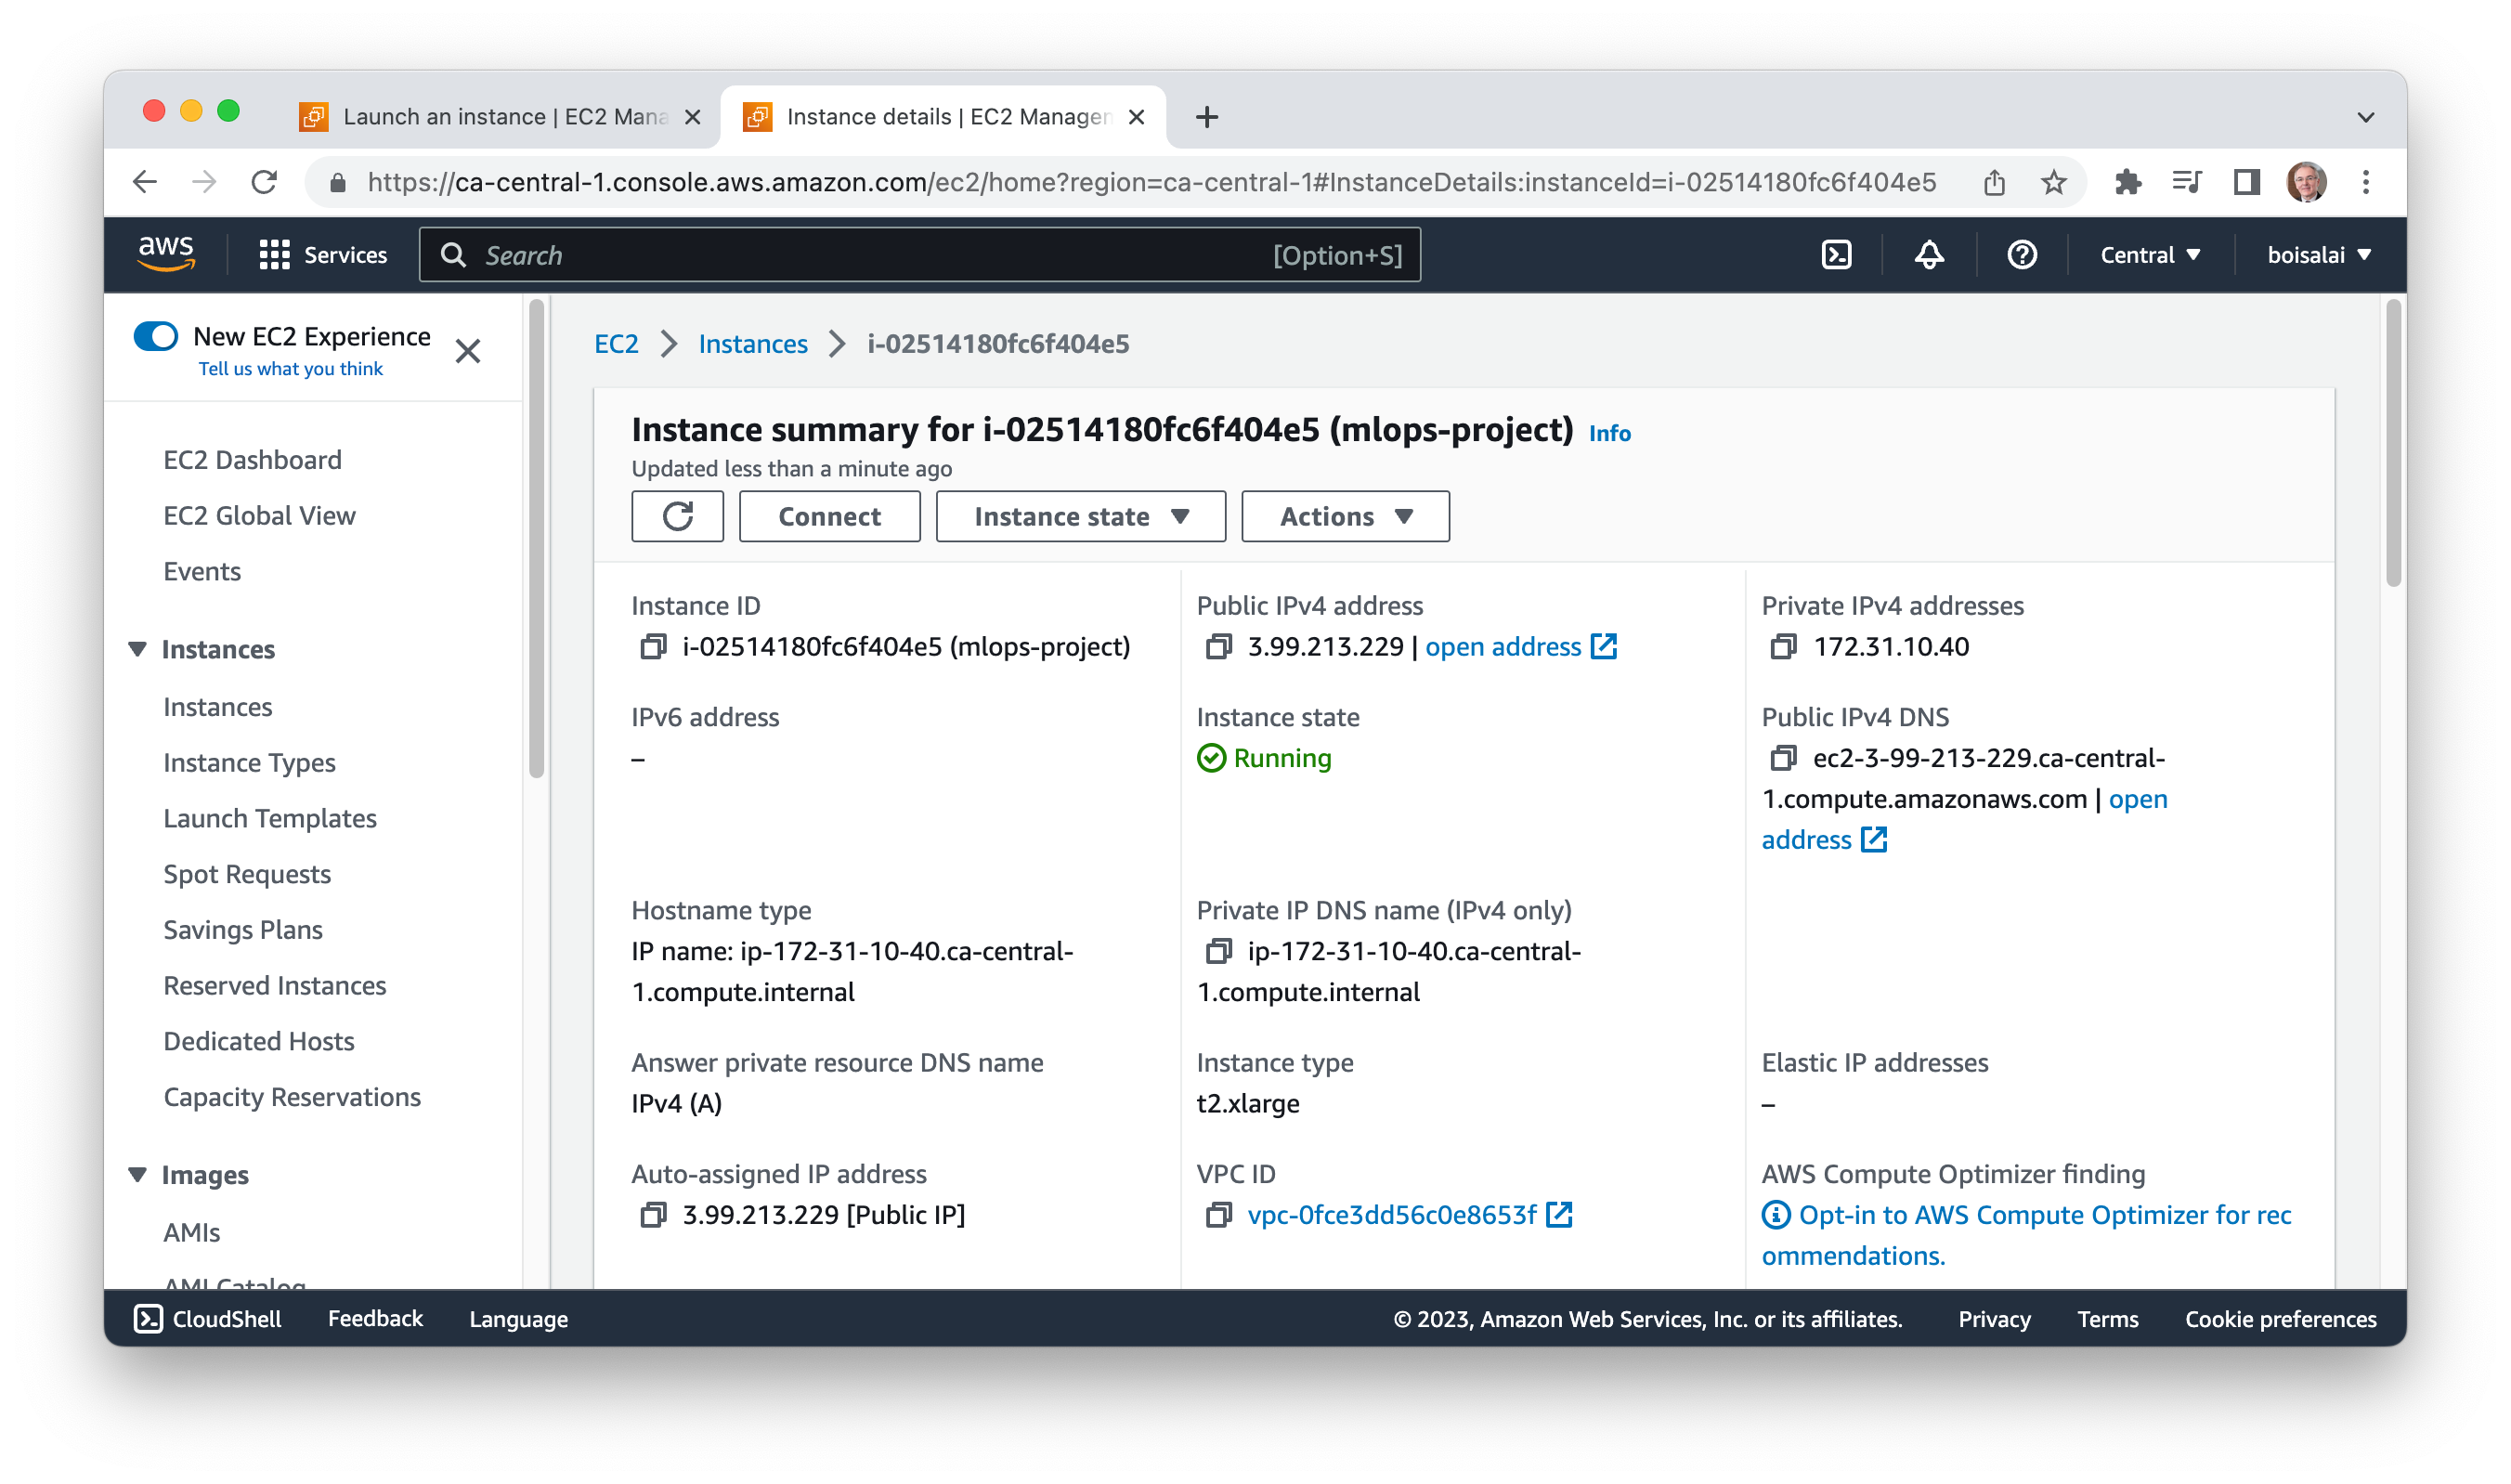 Launch an instance | EC2 Mana
Instance details | EC2 Managen
https://ca-central-1.console.aws.amazon.com/ec2/home?region=ca-central-1#InstanceDetails:instanceId=i-02514180fc6f404e5
aws
Services
Search
[Option+S]
Central
boisalai
New EC2 Experience
Tell us what you think
EC2 Dashboard
EC2 Global View
Events
Instances
Instances
Instance Types
Launch Templates
Spot Requests
Savings Plans
Reserved Instances
Dedicated Hosts
Capacity Reservations
Images
AMIs
AMI Catalog
EC2 > Instances > i-02514180fc6f404e5
Instance summary for i-02514180fc6f404e5 (mlops-project) Info
Updated less than a minute ago
Connect
Instance state
Actions
Instance ID
i-02514180fc6f404e5 (mlops-project)
Public IPv4 address
3.99.213.229 | open address
Private IPv4 addresses
172.31.10.40
IPv6 address
–
Instance state
Running
Public IPv4 DNS
ec2-3-99-213-229.ca-central-
1.compute.amazonaws.com | open
address
Hostname type
IP name: ip-172-31-10-40.ca-central-
1.compute.internal
Private IP DNS name (IPv4 only)
ip-172-31-10-40.ca-central-
1.compute.internal
Answer private resource DNS name
IPv4 (A)
Instance type
t2.xlarge
Elastic IP addresses
–
Auto-assigned IP address
3.99.213.229 [Public IP]
VPC ID
vpc-0fce3dd56c0e8653f
AWS Compute Optimizer finding
Opt-in to AWS Compute Optimizer for rec
ommendations.
CloudShell
Feedback
Language
© 2023, Amazon Web Services, Inc. or its affiliates.
Privacy
Terms
Cookie preferences